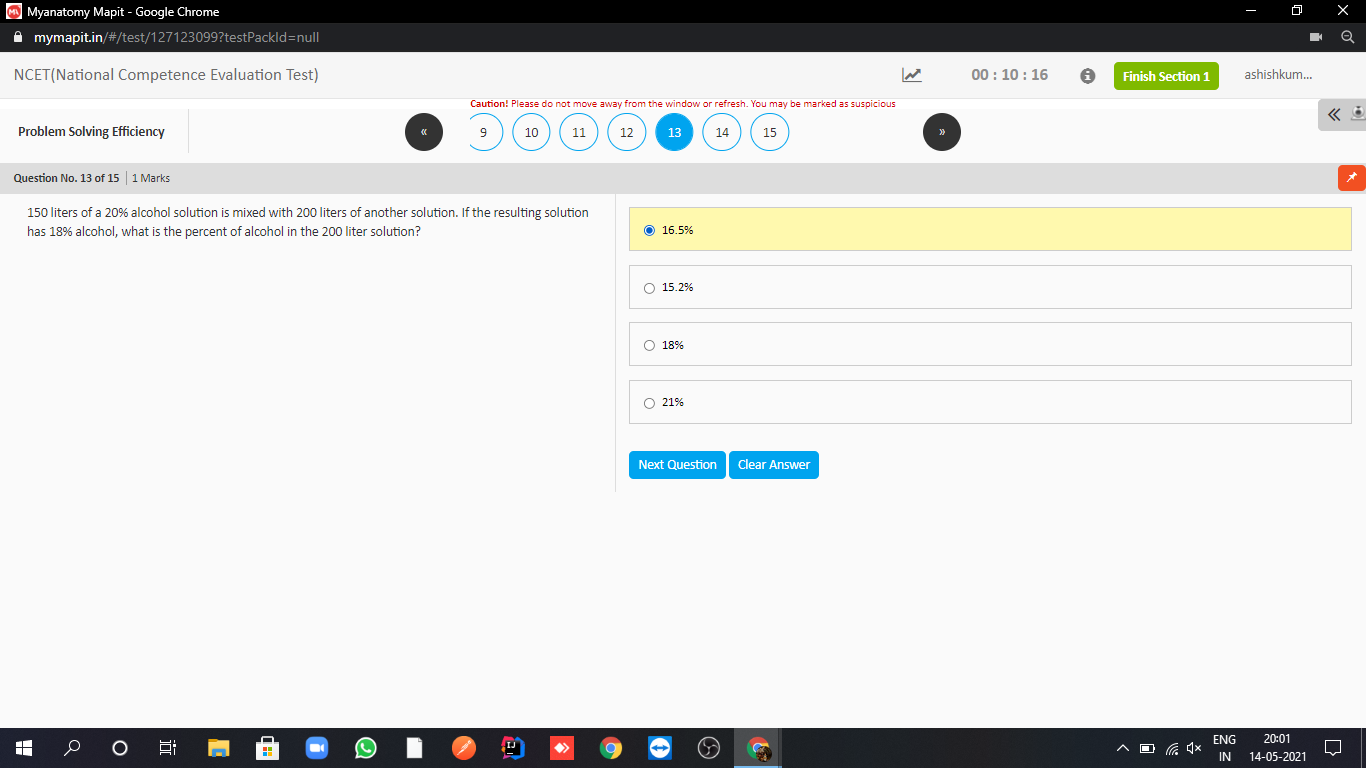 Myanatomy Mapit - Google Chrome
mymapit.in/#/test/127123099?testPackId=null
NCET(National Competence Evaluation Test)
00 : 10 : 16
Finish Section 1
ashishkum...
Caution! Please do not move away from the window or refresh. You may be marked as suspicious
Problem Solving Efficiency
«
9
10
11
12
13
14
15
»
Question No. 13 of 15
1 Marks
150 liters of a 20% alcohol solution is mixed with 200 liters of another solution. If the resulting solution
has 18% alcohol, what is the percent of alcohol in the 200 liter solution?
16.5%
15.2%
18%
21%
Next Question
Clear Answer
ENG
IN
20:01
14-05-2021